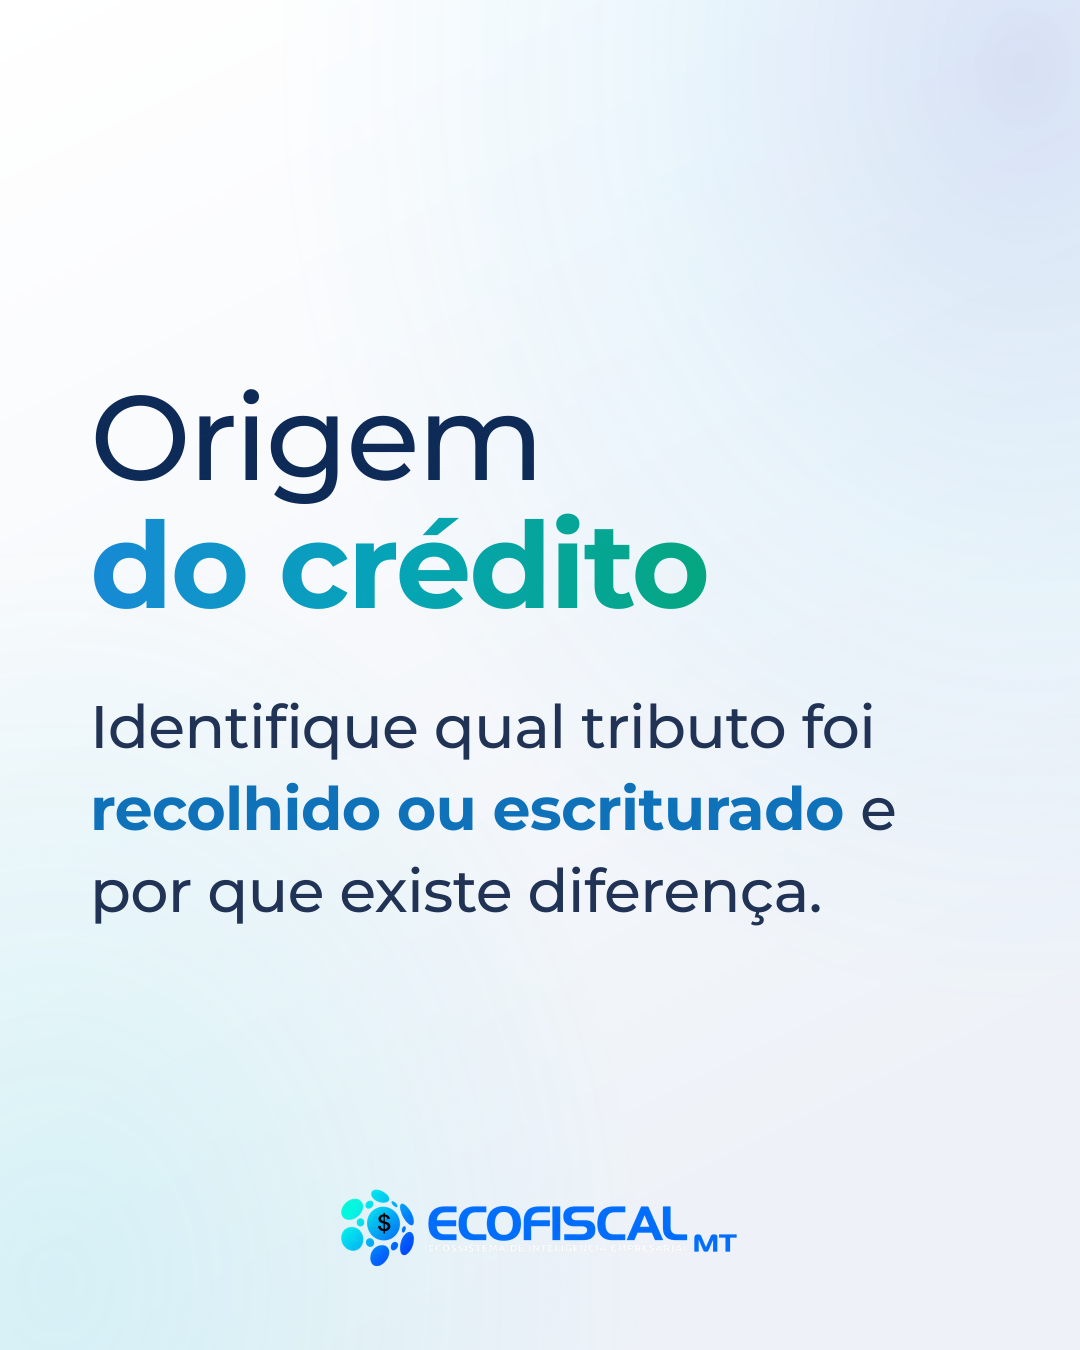 Origem
do crédito
Identifique qual tributo foi
recolhido ou escriturado e
por que existe diferença.
$
ECOFISCAL
MT